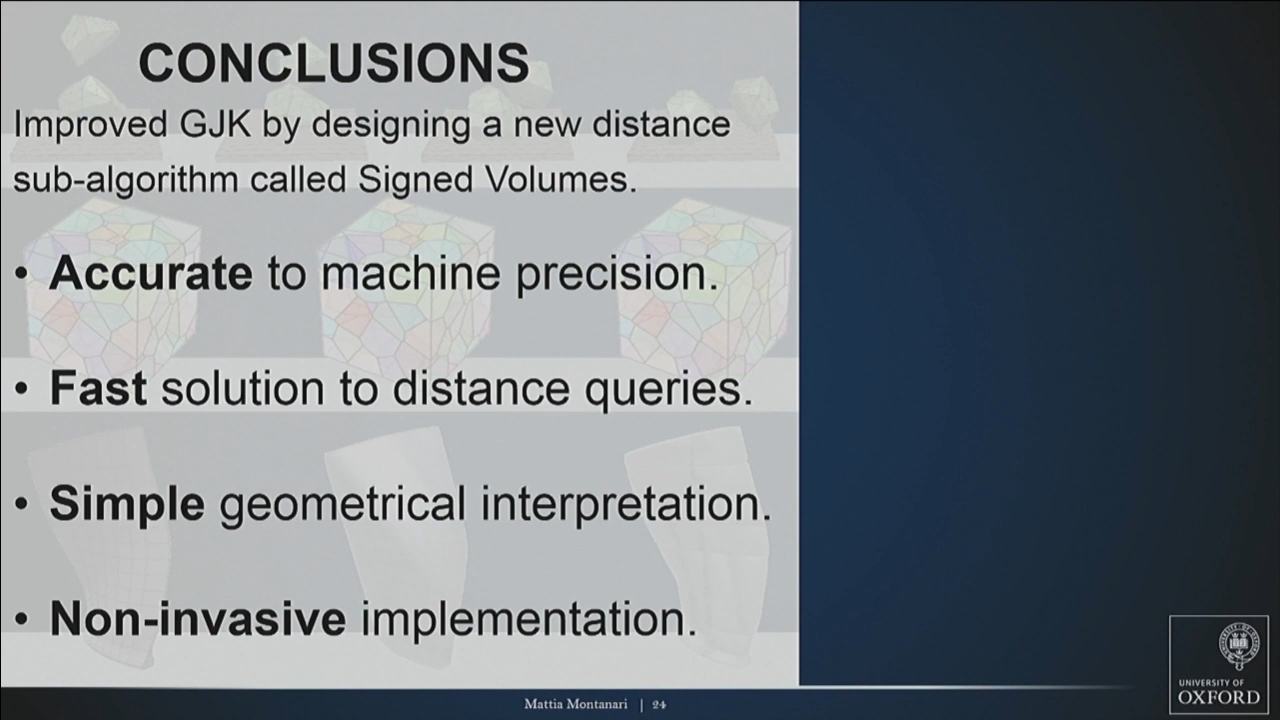 CONCLUSIONS
Improved GJK by designing a new distance
sub-algorithm called Signed Volumes.
• Accurate to machine precision.
• Fast solution to distance queries.
• Simple geometrical interpretation.
• Non-invasive implementation.
Mattia Montanari | 24
UNIVERSITY OF
OXFORD